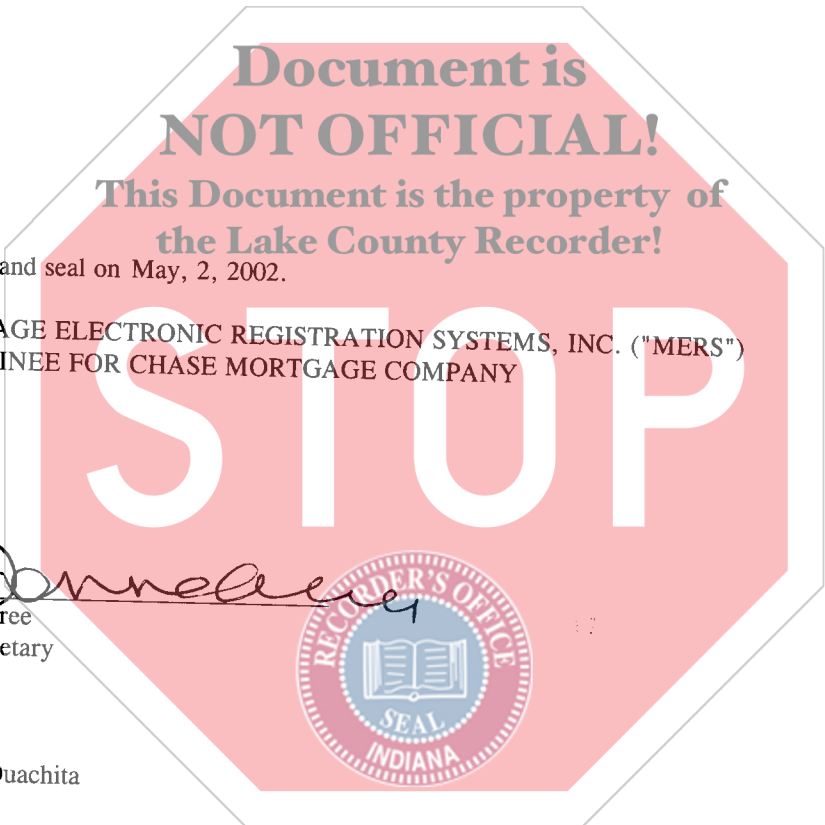 Document is
NOT OFFICIAL!
This Document is the property of
the Lake County Recorder!
and seal on May, 2, 2002.
AGE ELECTRONIC REGISTRATION SYSTEMS, INC. ("MERS")
INEE FOR CHASE MORTGAGE COMPANY
STOP
ree
etary
RECORDER'S OFFICE
SEAL
INDIANA
Ouachita